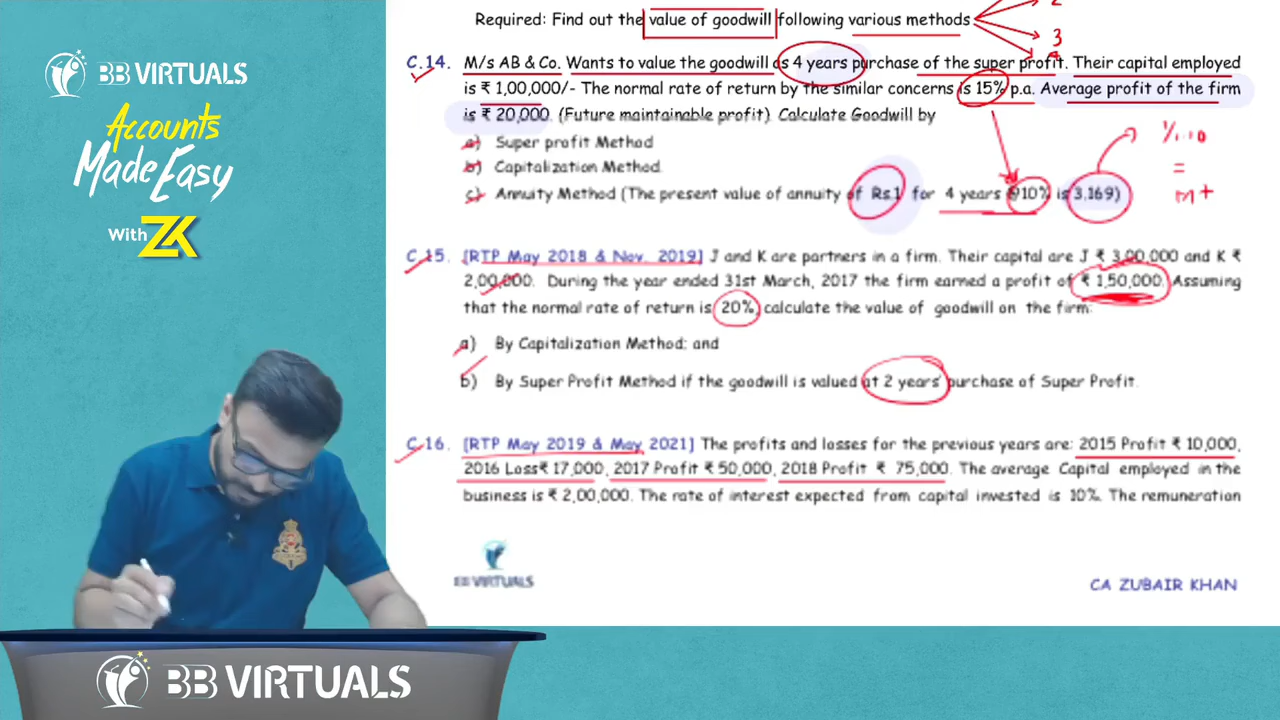 BB VIRTUALS
Accounts
Made Easy
With ZK
Required: Find out the value of goodwill following various methods
2
3
C.14. M/s AB & Co. Wants to value the goodwill as 4 years purchase of the super profit. Their capital employed
is ₹ 1,00,000/- The normal rate of return by the similar concerns is 15% p.a. Average profit of the firm
is ₹ 20,000. (Future maintainable profit). Calculate Goodwill by
a) Super profit Method
b) Capitalization Method.
c) Annuity Method (The present value of annuity of Rs.1 for 4 years @10% is 3.169)
1/1.10
=
m+
C.15. [RTP May 2018 & Nov. 2019] J and K are partners in a firm. Their capital are J ₹ 3,00,000 and K ₹
2,00,000. During the year ended 31st March, 2017 the firm earned a profit of ₹ 1,50,000. Assuming
that the normal rate of return is 20%, calculate the value of goodwill on the firm:
a) By Capitalization Method: and
b) By Super Profit Method if the goodwill is valued at 2 years' purchase of Super Profit.
C.16. [RTP May 2019 & May 2021] The profits and losses for the previous years are: 2015 Profit ₹ 10,000,
2016 Loss₹ 17,000, 2017 Profit ₹ 50,000, 2018 Profit ₹ 75,000. The average Capital employed in the
business is ₹ 2,00,000. The rate of interest expected from capital invested is 10%. The remuneration
BB VIRTUALS
CA ZUBAIR KHAN
BB VIRTUALS